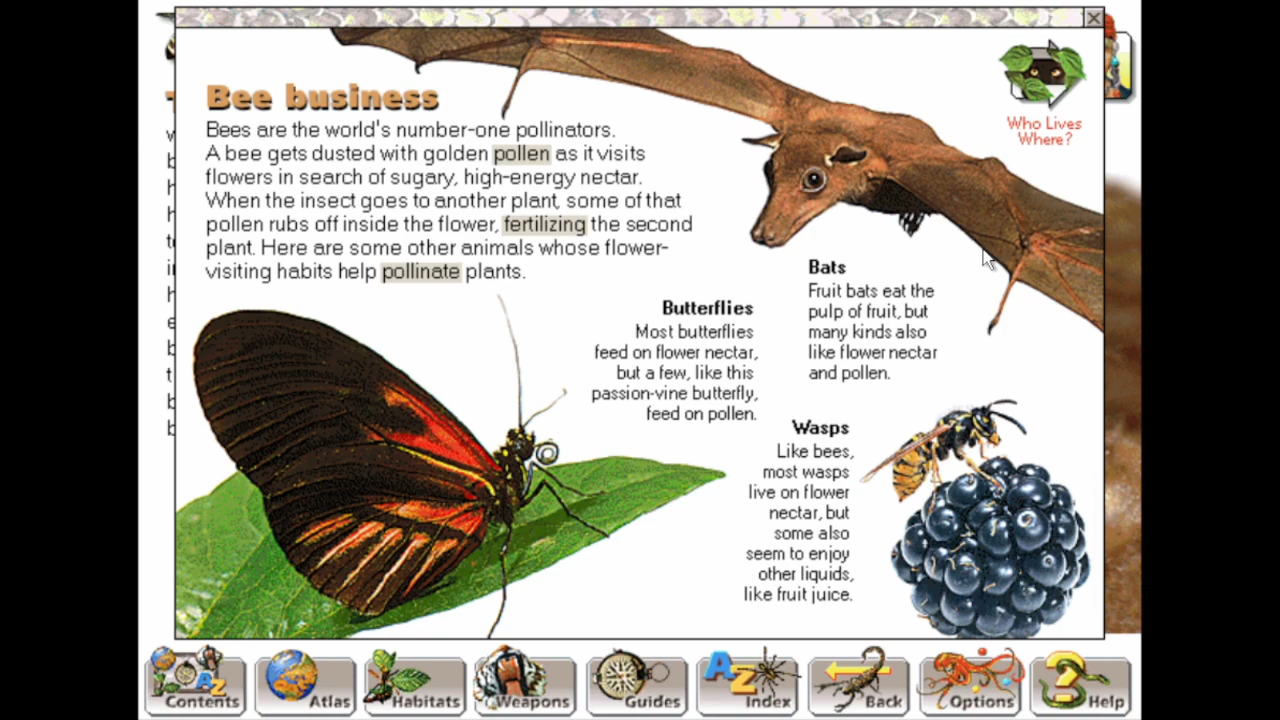 Bee business
Bees are the world's number-one pollinators.
A bee gets dusted with golden pollen as it visits
flowers in search of sugary, high-energy nectar.
When the insect goes to another plant, some of that
pollen rubs off inside the flower, fertilizing the second
plant. Here are some other animals whose flower-
visiting habits help pollinate plants.
Who Lives
Where?
Bats
Fruit bats eat the
pulp of fruit, but
many kinds also
like flower nectar
and pollen.
Butterflies
Most butterflies
feed on flower nectar,
but a few, like this
passion-vine butterfly,
feed on pollen.
Wasps
Like bees,
most wasps
live on flower
nectar, but
some also
seem to enjoy
other liquids,
like fruit juice.
Contents
Atlas
Habitats
Weapons
Guides
AZ
Index
Back
Options
?
Help